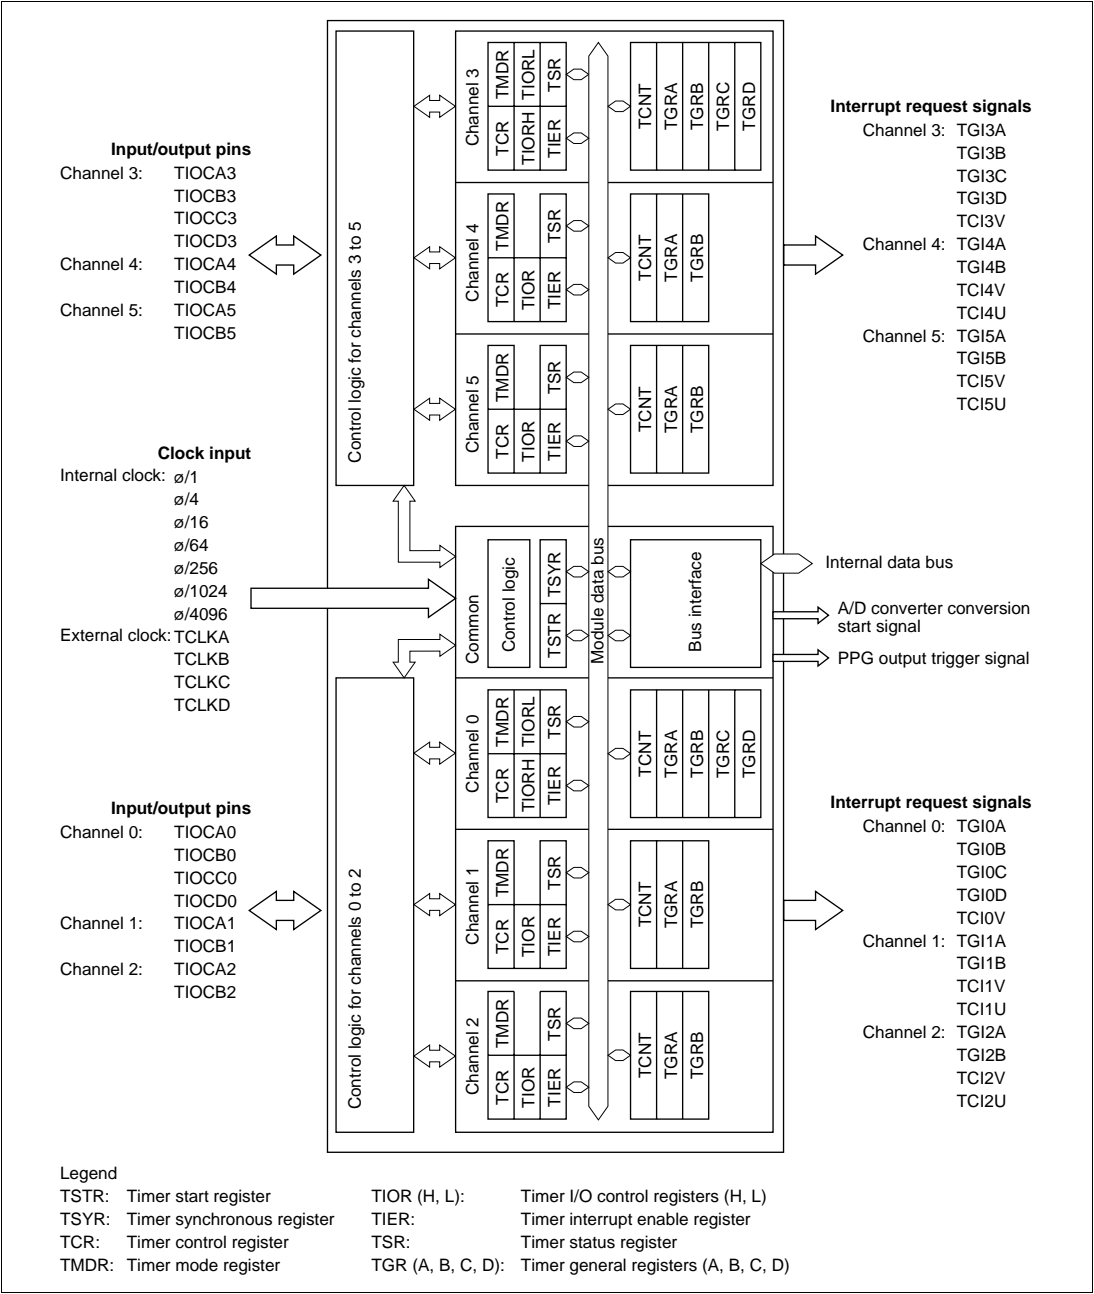 Input/output pins
Channel 3: TIOCA3
TIOCB3
TIOCC3
TIOCD3
Channel 4: TIOCA4
TIOCB4
Channel 5: TIOCA5
TIOCB5
Clock input
Internal clock: ø/1
ø/4
ø/16
ø/64
ø/256
ø/1024
ø/4096
External clock: TCLKA
TCLKB
TCLKC
TCLKD
Input/output pins
Channel 0: TIOCA0
TIOCB0
TIOCC0
TIOCD0
Channel 1: TIOCA1
TIOCB1
Channel 2: TIOCA2
TIOCB2
Control logic for channels 3 to 5
Control logic for channels 0 to 2
Channel 3
TMDR TIORL TSR
TCR TIORH TIER
TCNT TGRA TGRB TGRC TGRD
Channel 4
TMDR TSR
TCR TIOR TIER
TCNT TGRA TGRB
Channel 5
TMDR TSR
TCR TIOR TIER
TCNT TGRA TGRB
Common
Control logic
TSYR
TSTR
Module data bus
Bus interface
Channel 0
TMDR TIORL TSR
TCR TIORH TIER
TCNT TGRA TGRB TGRC TGRD
Channel 1
TMDR TSR
TCR TIOR TIER
TCNT TGRA TGRB
Channel 2
TMDR TSR
TCR TIOR TIER
TCNT TGRA TGRB
Interrupt request signals
Channel 3: TGI3A
TGI3B
TGI3C
TGI3D
TCI3V
Channel 4: TGI4A
TGI4B
TCI4V
TCI4U
Channel 5: TGI5A
TGI5B
TCI5V
TCI5U
Internal data bus
A/D converter conversion
start signal
PPG output trigger signal
Interrupt request signals
Channel 0: TGI0A
TGI0B
TGI0C
TGI0D
TCI0V
Channel 1: TGI1A
TGI1B
TCI1V
TCI1U
Channel 2: TGI2A
TGI2B
TCI2V
TCI2U
Legend
TSTR: Timer start register
TSYR: Timer synchronous register
TCR: Timer control register
TMDR: Timer mode register
TIOR (H, L): Timer I/O control registers (H, L)
TIER: Timer interrupt enable register
TSR: Timer status register
TGR (A, B, C, D): Timer general registers (A, B, C, D)